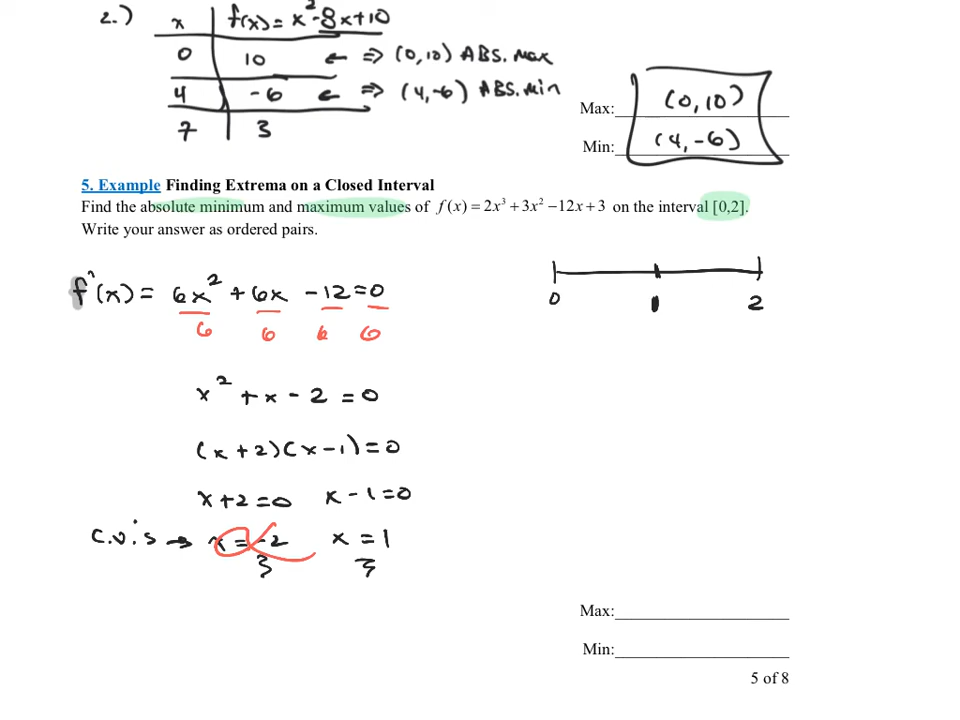 2.) x | f(x) = x² - 8x + 10
0 | 10 ← ⇒ (0,10) ABS. Max
4 | -6 ← ⇒ (4,-6) ABS. Min
7 | 3
Max: (0,10)
Min: (4,-6)
5. Example Finding Extrema on a Closed Interval
Find the absolute minimum and maximum values of f(x) = 2x³ + 3x² − 12x + 3 on the interval [0,2].
Write your answer as ordered pairs.
f'(x) = 6x² + 6x - 12 = 0
6 6 6 6
0 1 2
x² + x - 2 = 0
(x + 2)(x - 1) = 0
x + 2 = 0 x - 1 = 0
c.v.'s → x = -2 x = 1
Max:
Min:
5 of 8